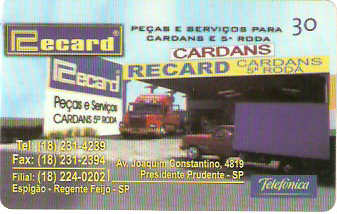 Recard®
PEÇAS E SERVIÇOS PARA
CARDANS E 5ª RODA
30
CARDANS
RECARD CARDANS
5ª RODA
Recard
Peças e Serviços
CARDANS 5ª RODA
Tel: (18) 231-4239
Fax: (18) 231-2394
Filial: (18) 224-0202
Espigão - Regente Feijo - SP
Av. Joaquim Constantino, 4819
Presidente Prudente - SP
Telefónica